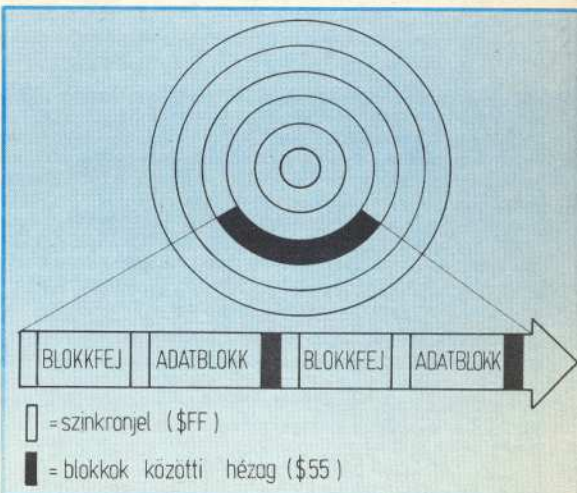 BLOKKFEJ ADATBLOKK BLOKKFEJ ADATBLOKK
=szinkronjel ($FF)
=blokkok közötti hézag ($55)